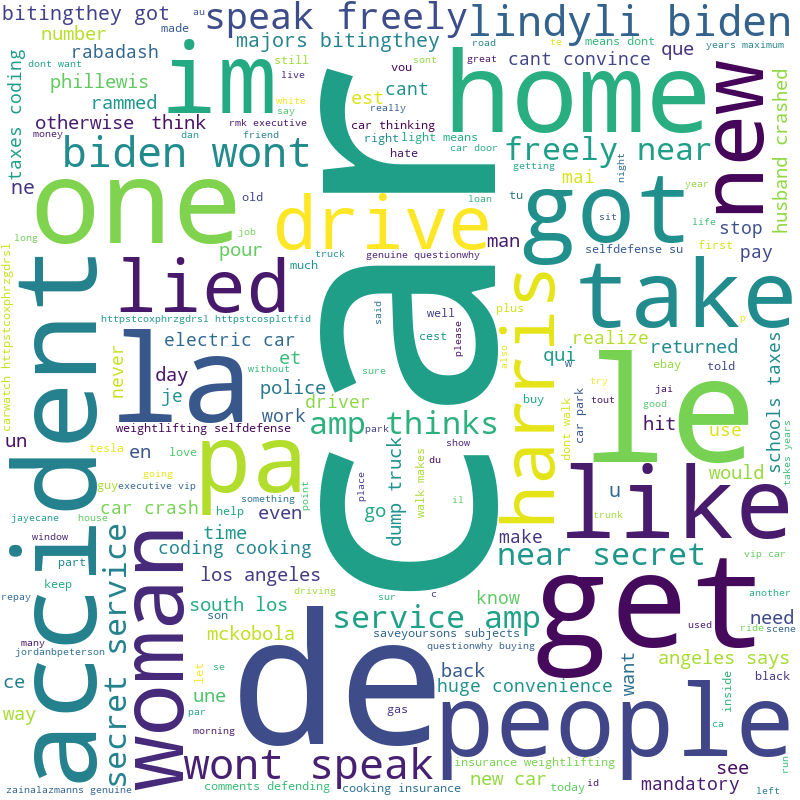 bitingthey got
speak freely
lindyli biden
made
au
road
te
means dont
years maximum
number
majors bitingthey
great
cant convince
que
rabadash
im
still
vou
sont
home
new
dont want
live
cant
really
phillewis
est
white
say
rammed
taxes coding
rmk executive
car thinking
right
light means
car door
husband crashed
otherwise think
dan
hate
money
friend
biden wont
getting
freely near
night
ne
one
old
loan
tu
mai
year
drive
got
sit
life
stop
first
long
job
pour
truck
genuine questionwhy
man
selfdefense su
pay
much
car
lied
well
harris
take
plus
said
cest
please
also
httpstcoxphrzgdrsl httpstcosplctfid
carwatch httpstcoxphrzgdrsl
accident
la
electric car
without
et
qui
w
realize
returned
p
never
day
je
police
sure
ebay
told
schools taxes
try
jai
le
un
weightlifting selfdefense
work
driver
buy
tout
good
park
amp thinks
car park
hit
use
tesla
en
love
pa
show
du
dont walk
takes years
going
place
dump truck
walk makes
guy
executive vip
something
point
il
would
jayecane
house
car crash
help
even
go
u
trunk
like
window
secret service
woman
time
make
part
coding cooking
near secret
vip car
get
keep
los angeles
driving
another
repay
sur
c
know
south los
service amp
need
used
ride
scene
many
son
mckobola
saveyoursons subjects
jordanbpeterson
questionwhy buying
angeles says
let
se
de
back
want
ce
une
huge convenience
inside
black
way
par
gas
people
ca
morning
wont speak
see
run
insurance weightlifting
new car
today
id
mandatory
zainalazmanns genuine
comments defending
cooking insurance
left